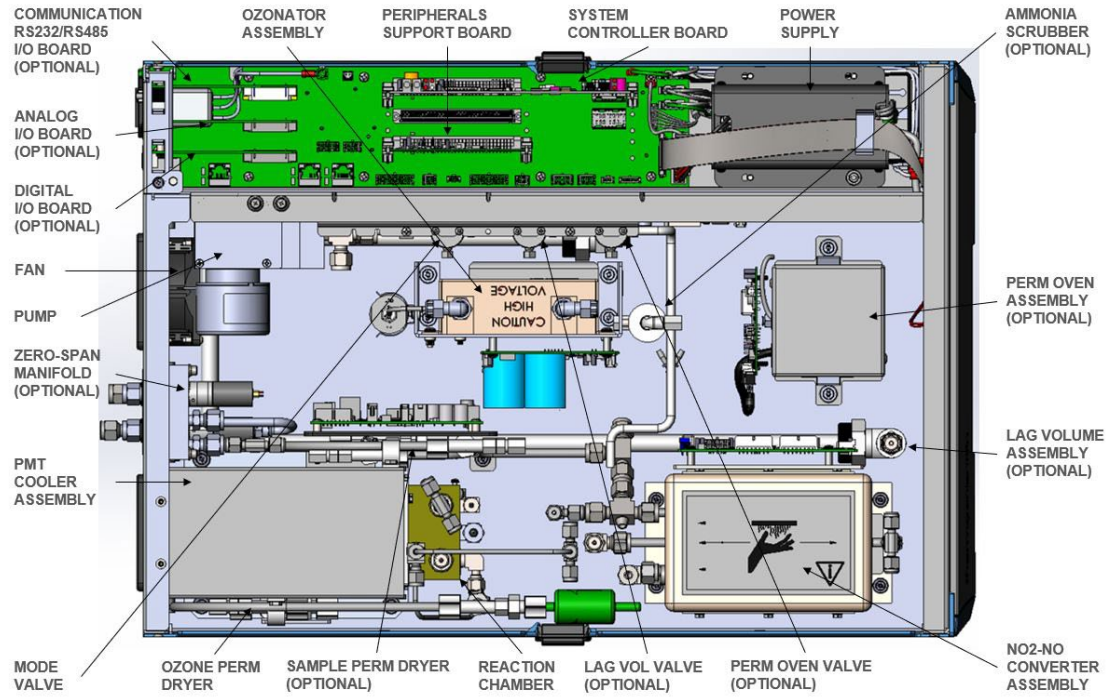 COMMUNICATION
RS232/RS485
I/O BOARD
(OPTIONAL)
OZONATOR
ASSEMBLY
PERIPHERALS
SUPPORT BOARD
SYSTEM
CONTROLLER BOARD
POWER
SUPPLY
AMMONIA
SCRUBBER
(OPTIONAL)
ANALOG
I/O BOARD
(OPTIONAL)
DIGITAL
I/O BOARD
(OPTIONAL)
FAN
PUMP
ZERO-SPAN
MANIFOLD
(OPTIONAL)
PMT
COOLER
ASSEMBLY
CAUTION
HIGH
VOLTAGE
PERM OVEN
ASSEMBLY
(OPTIONAL)
LAG VOLUME
ASSEMBLY
(OPTIONAL)
MODE
VALVE
OZONE PERM
DRYER
SAMPLE PERM DRYER
(OPTIONAL)
REACTION
CHAMBER
LAG VOL VALVE
(OPTIONAL)
PERM OVEN VALVE
(OPTIONAL)
NO2-NO
CONVERTER
ASSEMBLY